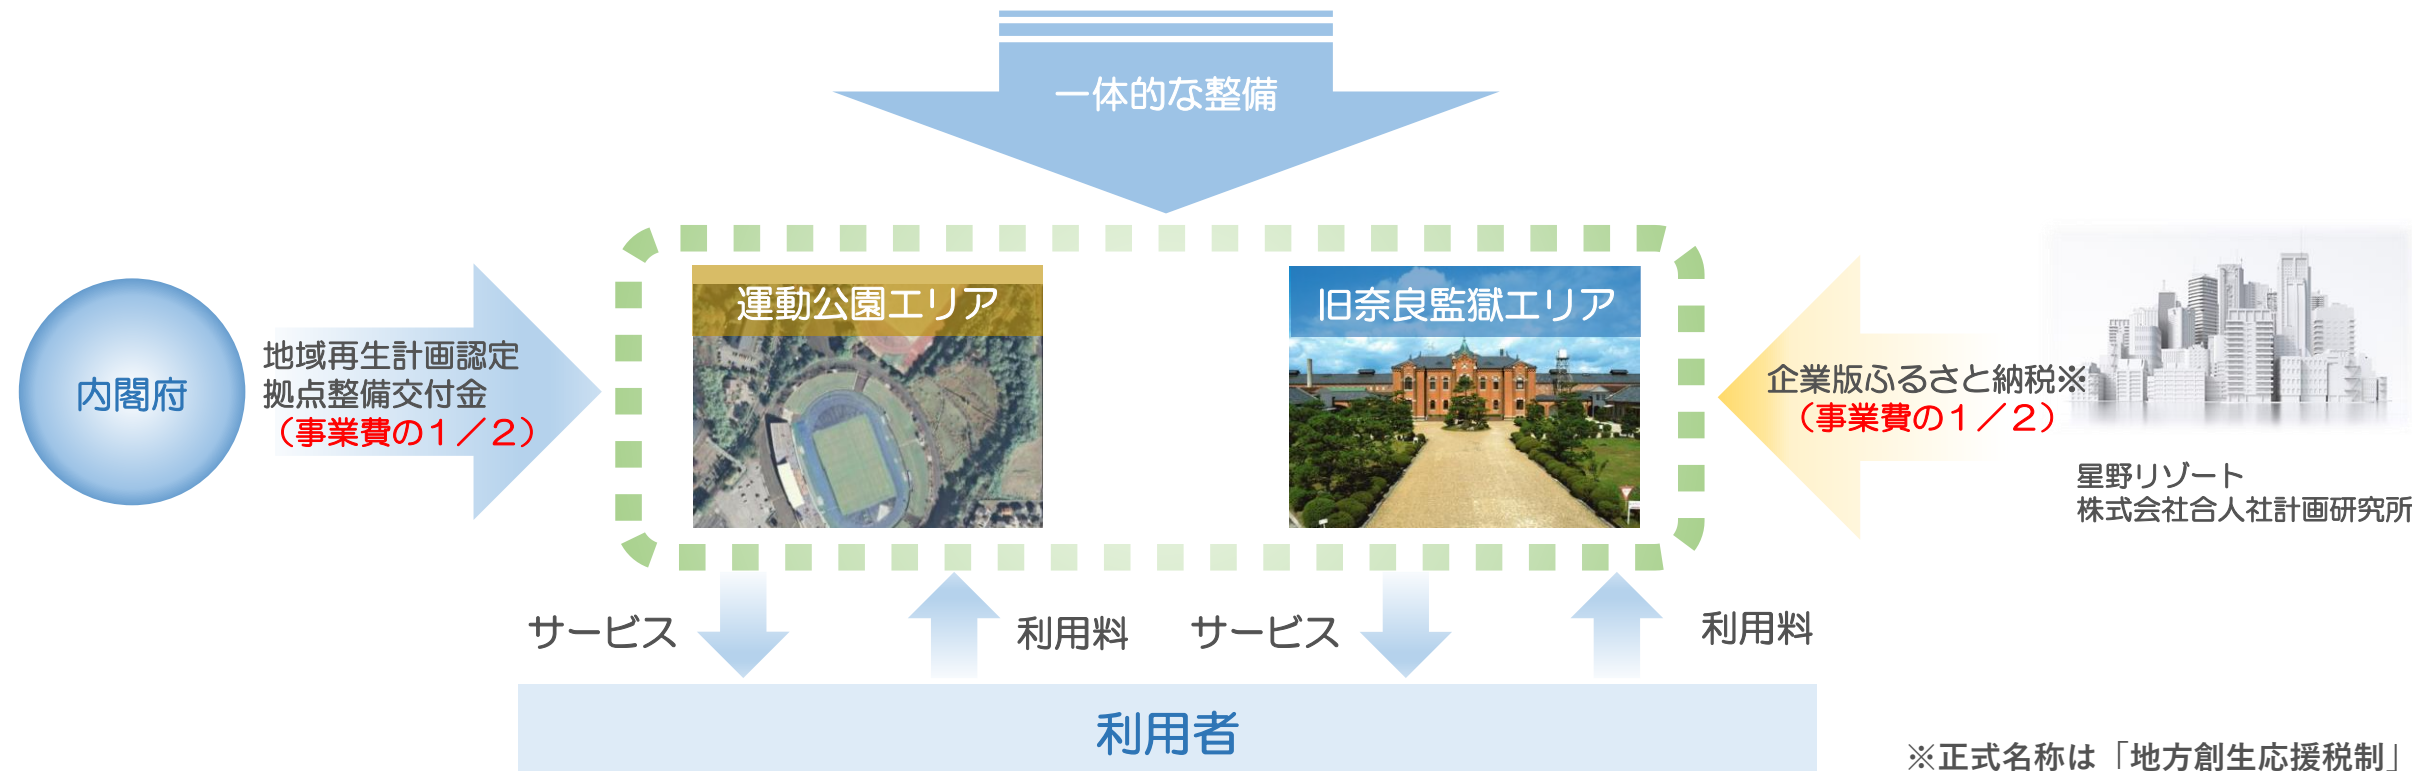 一体的な整備
運動公園エリア
旧奈良監獄エリア
内閣府
地域再生計画認定
拠点整備交付金
（事業費の１／２）
企業版ふるさと納税※
（事業費の１／２）
星野リゾート
株式会社合人社計画研究所
サービス
利用料
サービス
利用料
利用者
※正式名称は「地方創生応援税制」